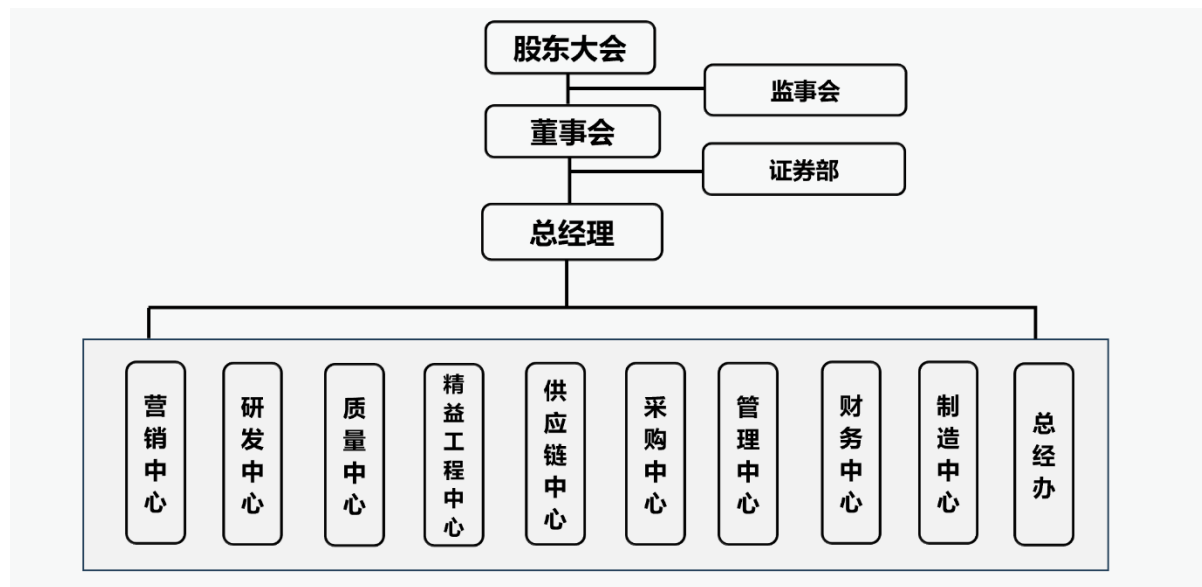 股东大会
监事会
董事会
证券部
总经理
营销中心
研发中心
质量中心
精益工程中心
供应链中心
采购中心
管理中心
财务中心
制造中心
总经办